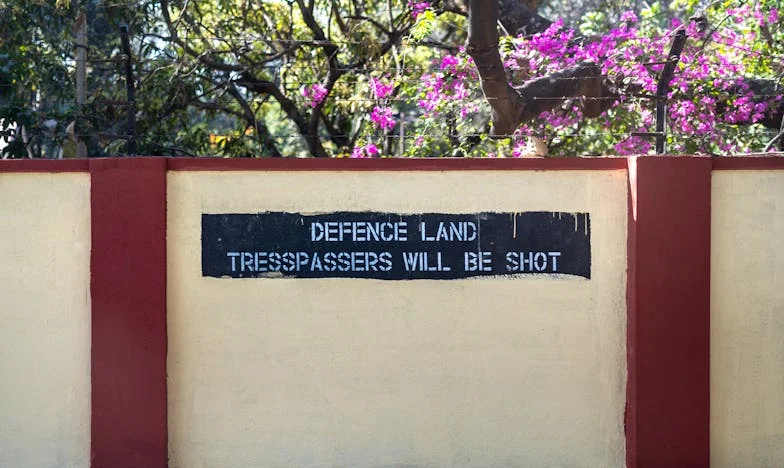 DEFENCE LAND
TRESSPASSERS WILL BE SHOT